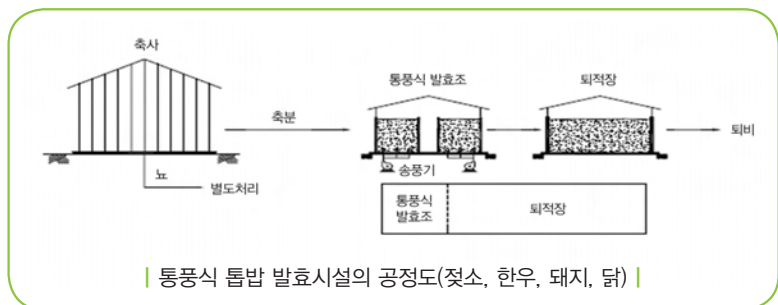 축사
축분
뇨
별도처리
통풍식 발효조
송풍기
퇴적장
퇴비
통풍식
발효조
퇴적장
통풍식 톱밥 발효시설의 공정도(젖소, 한우, 돼지, 닭)